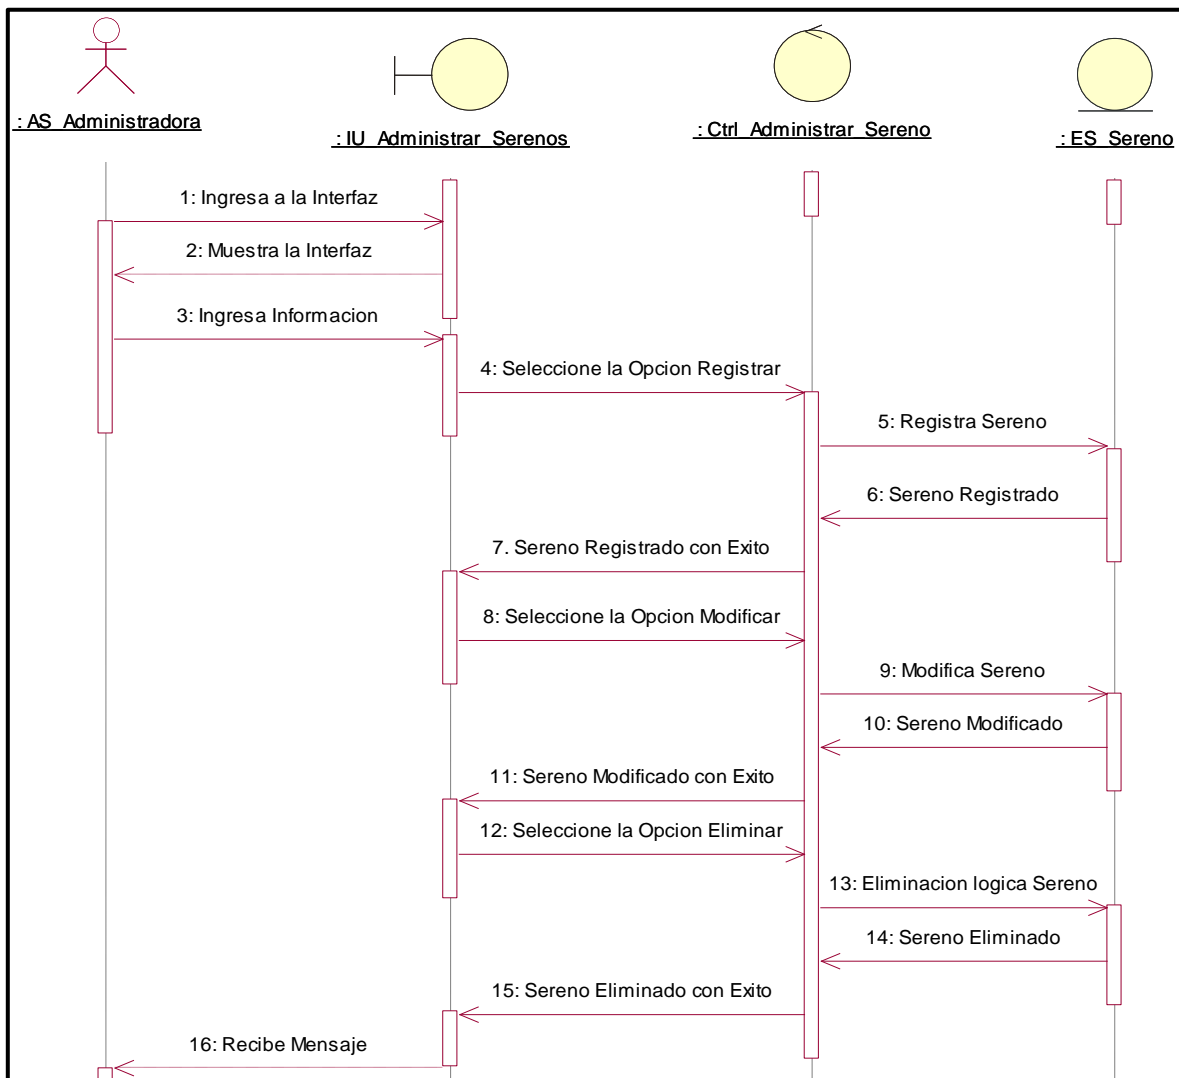 : AS_Administradora
: IU_Administrar_Serenos
: Ctrl_Administrar_Sereno
: ES_Sereno
1: Ingresa a la Interfaz
2: Muestra la Interfaz
3: Ingresa Informacion
4: Seleccione la Opcion Registrar
5: Registra Sereno
6: Sereno Registrado
7. Sereno Registrado con Exito
8: Seleccione la Opcion Modificar
9: Modifica Sereno
10: Sereno Modificado
11: Sereno Modificado con Exito
12: Seleccione la Opcion Eliminar
13: Eliminacion logica Sereno
14: Sereno Eliminado
15: Sereno Eliminado con Exito
16: Recibe Mensaje